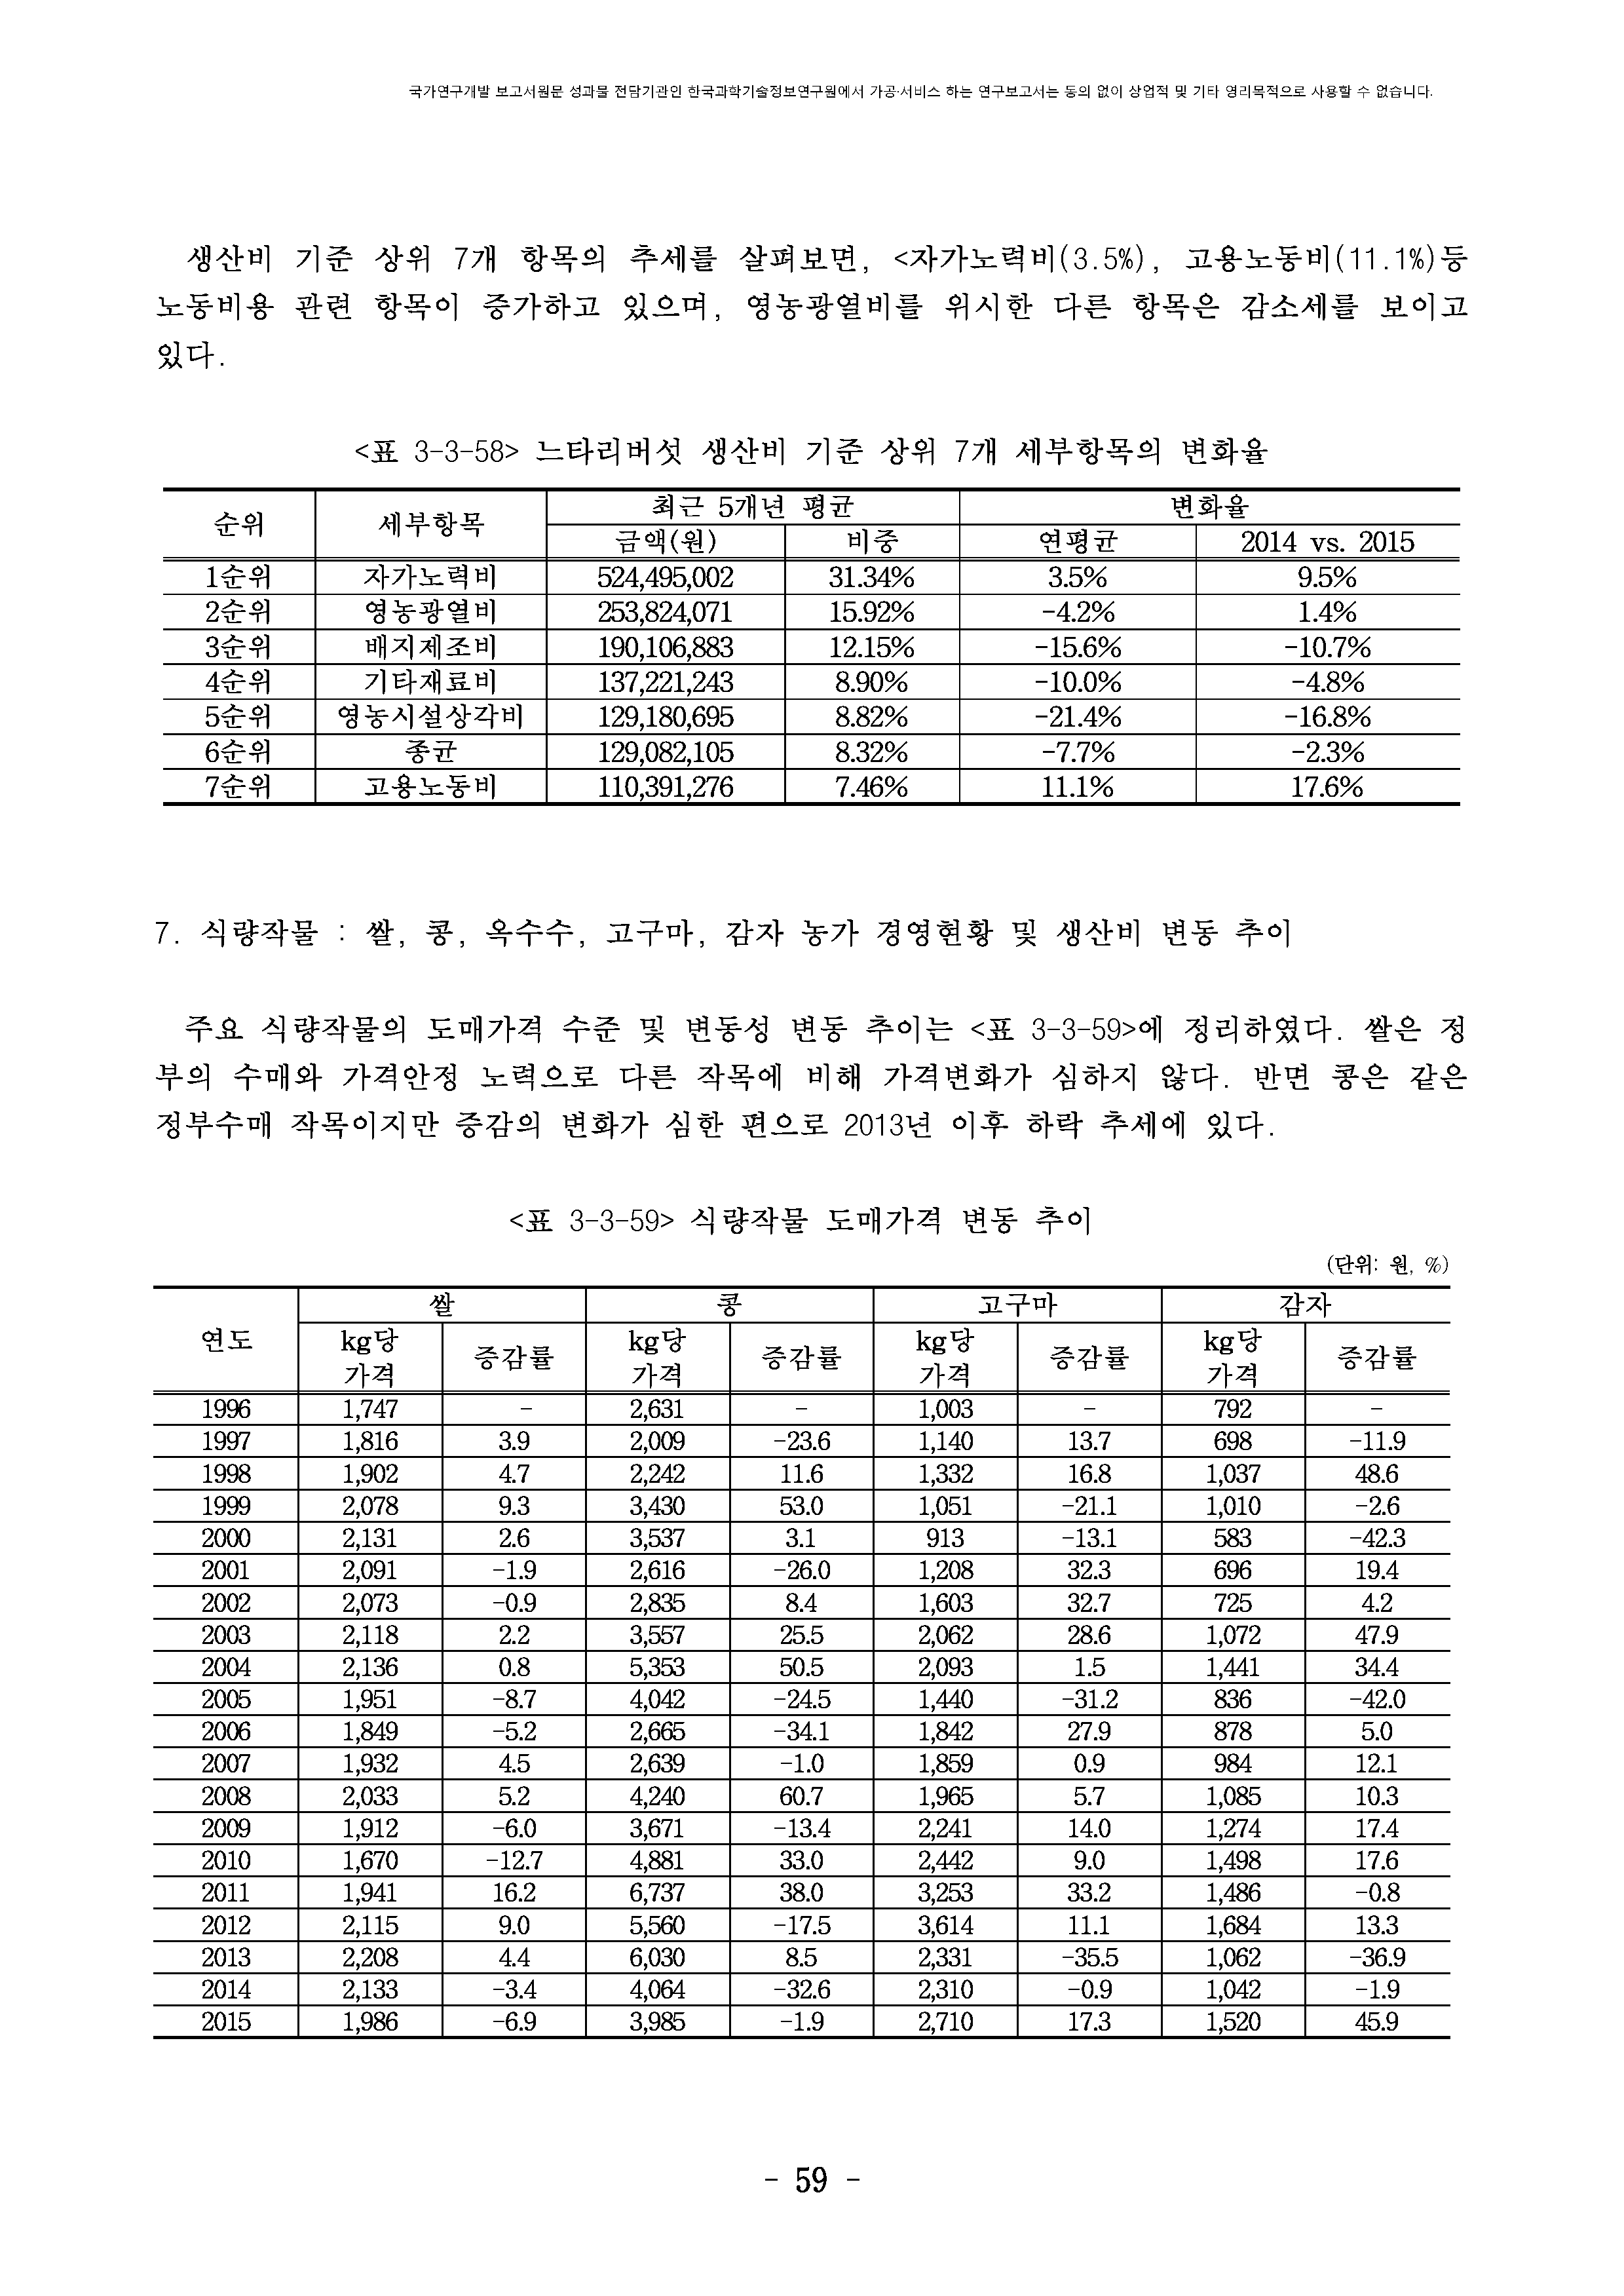 국가연구개발 보고서원문 성과물 전담기관인 한국과학기술정보연구원에서 가공·서비스 하는 연구보고서는 동의 없이 상업적 및 기타 영리목적으로 사용할 수 없습니다.
생산비 기준 상위 7개 항목의 추세를 살펴보면, <자가노력비(3.5%), 고용노동비(11.1%)등
노동비용 관련 항목이 증가하고 있으며, 영농광열비를 위시한 다른 항목은 감소세를 보이고
있다.
<표 3-3-58> 느타리버섯 생산비 기준 상위 7개 세부항목의 변화율
순위 세부항목 최근 5개년 평균 변화율
금액(원) 비중 연평균 2014 vs. 2015
1순위 자가노력비 524,495,002 31.34% 3.5% 9.5%
2순위 영농광열비 253,824,071 15.92% -4.2% 1.4%
3순위 배지제조비 190,106,883 12.15% -15.6% -10.7%
4순위 기타재료비 137,221,243 8.90% -10.0% -4.8%
5순위 영농시설상각비 129,180,695 8.82% -21.4% -16.8%
6순위 종균 129,082,105 8.32% -7.7% -2.3%
7순위 고용노동비 110,391,276 7.46% 11.1% 17.6%
7. 식량작물 : 쌀, 콩, 옥수수, 고구마, 감자 농가 경영현황 및 생산비 변동 추이
주요 식량작물의 도매가격 수준 및 변동성 변동 추이는 <표 3-3-59>에 정리하였다. 쌀은 정
부의 수매와 가격안정 노력으로 다른 작목에 비해 가격변화가 심하지 않다. 반면 콩은 같은
정부수매 작목이지만 증감의 변화가 심한 편으로 2013년 이후 하락 추세에 있다.
<표 3-3-59> 식량작물 도매가격 변동 추이
(단위: 원, %)
연도 쌀 콩 고구마 감자
kg당 가격 증감률 kg당 가격 증감률 kg당 가격 증감률 kg당 가격 증감률
1996 1,747 - 2,631 - 1,003 - 792 -
1997 1,816 3.9 2,009 -23.6 1,140 13.7 698 -11.9
1998 1,902 4.7 2,242 11.6 1,332 16.8 1,037 48.6
1999 2,078 9.3 3,430 53.0 1,051 -21.1 1,010 -2.6
2000 2,131 2.6 3,537 3.1 913 -13.1 583 -42.3
2001 2,091 -1.9 2,616 -26.0 1,208 32.3 696 19.4
2002 2,073 -0.9 2,835 8.4 1,603 32.7 725 4.2
2003 2,118 2.2 3,557 25.5 2,062 28.6 1,072 47.9
2004 2,136 0.8 5,353 50.5 2,093 1.5 1,441 34.4
2005 1,951 -8.7 4,042 -24.5 1,440 -31.2 836 -42.0
2006 1,849 -5.2 2,665 -34.1 1,842 27.9 878 5.0
2007 1,932 4.5 2,639 -1.0 1,859 0.9 984 12.1
2008 2,033 5.2 4,240 60.7 1,965 5.7 1,085 10.3
2009 1,912 -6.0 3,671 -13.4 2,241 14.0 1,274 17.4
2010 1,670 -12.7 4,881 33.0 2,442 9.0 1,498 17.6
2011 1,941 16.2 6,737 38.0 3,253 33.2 1,486 -0.8
2012 2,115 9.0 5,560 -17.5 3,614 11.1 1,684 13.3
2013 2,208 4.4 6,030 8.5 2,331 -35.5 1,062 -36.9
2014 2,133 -3.4 4,064 -32.6 2,310 -0.9 1,042 -1.9
2015 1,986 -6.9 3,985 -1.9 2,710 17.3 1,520 45.9
- 59 -